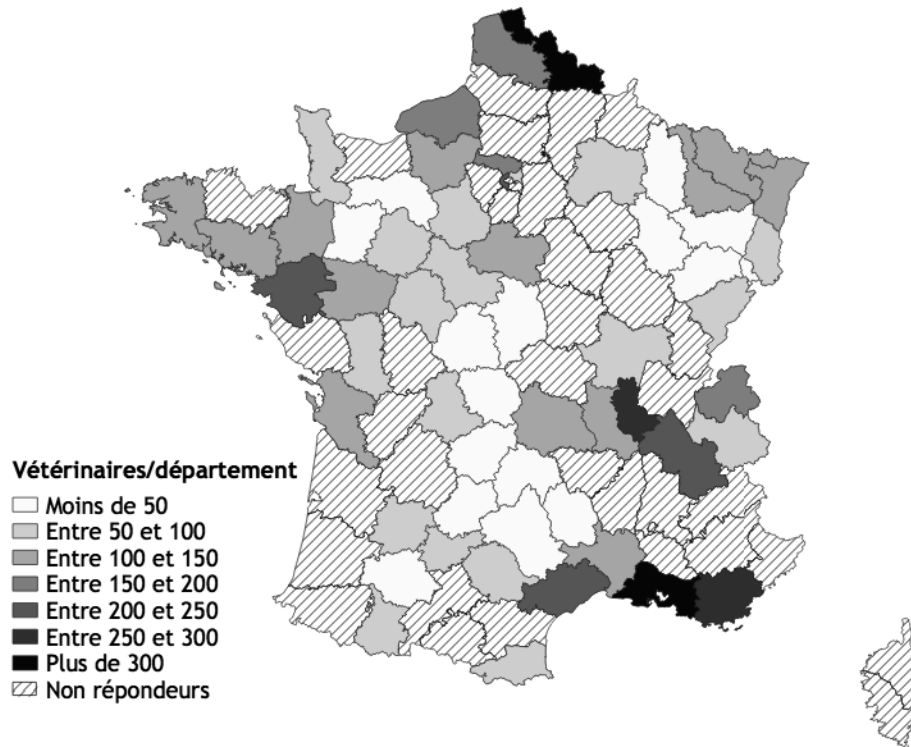 Vétérinaires/département
Moins de 50
Entre 50 et 100
Entre 100 et 150
Entre 150 et 200
Entre 200 et 250
Entre 250 et 300
Plus de 300
Non répondeurs